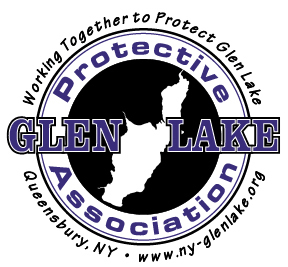 Working Together to Protect Glen Lake
Protective
GLEN LAKE
Association
Queensbury, NY • www.ny-glenlake.org